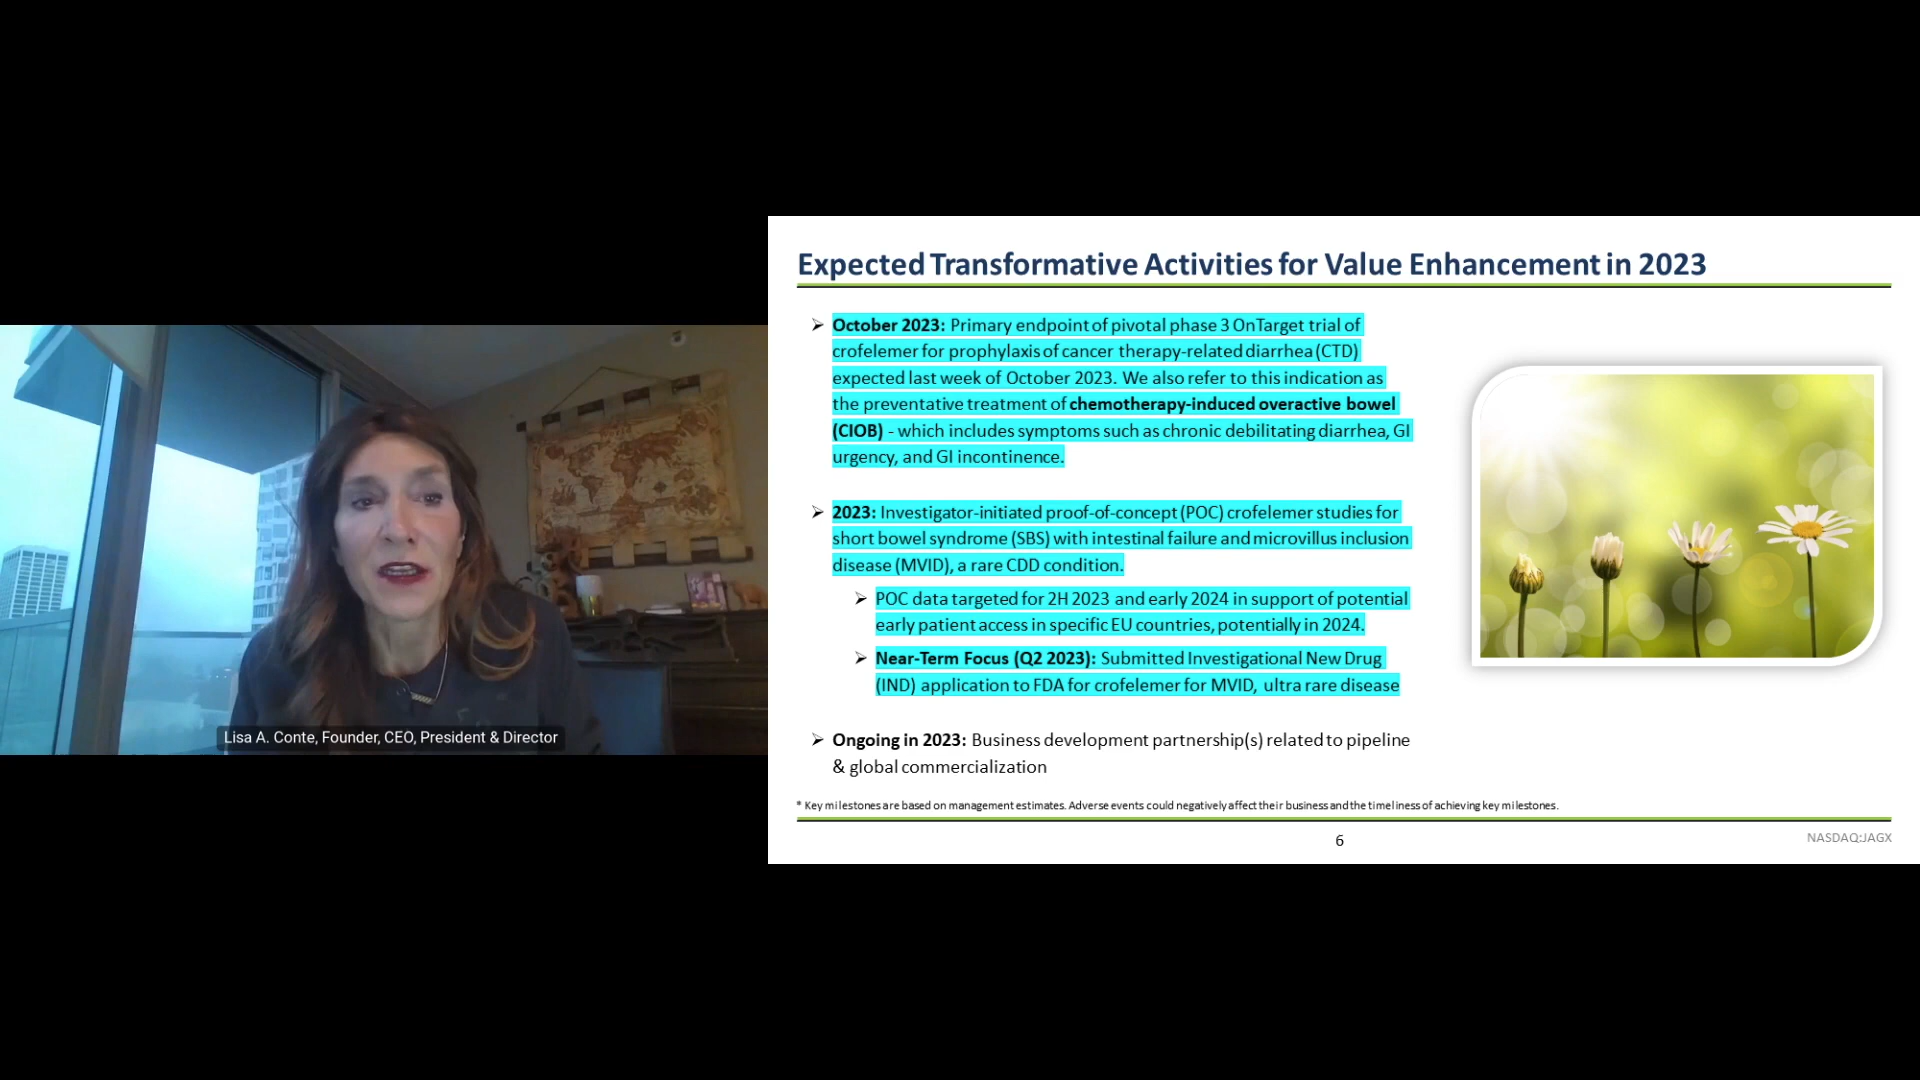 Lisa A. Conte, Founder, CEO, President & Director
Expected Transformative Activities for Value Enhancement in 2023
➢ October 2023: Primary endpoint of pivotal phase 3 OnTarget trial of
crofelemer for prophylaxis of cancer therapy-related diarrhea (CTD)
expected last week of October 2023. We also refer to this indication as
the preventative treatment of chemotherapy-induced overactive bowel
(CIOB) - which includes symptoms such as chronic debilitating diarrhea, GI
urgency, and GI incontinence.
➢ 2023: Investigator-initiated proof-of-concept (POC) crofelemer studies for
short bowel syndrome (SBS) with intestinal failure and microvillus inclusion
disease (MVID), a rare CDD condition.
➢ POC data targeted for 2H 2023 and early 2024 in support of potential
early patient access in specific EU countries, potentially in 2024.
➢ Near-Term Focus (Q2 2023): Submitted Investigational New Drug
(IND) application to FDA for crofelemer for MVID, ultra rare disease
➢ Ongoing in 2023: Business development partnership(s) related to pipeline
& global commercialization
* Key milestones are based on management estimates. Adverse events could negatively affect their business and the timeliness of achieving key milestones.
6
NASDAQ:JAGX